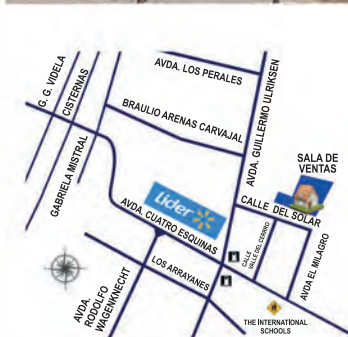 G. G. VIDELA
CISTERNAS
AVDA. LOS PERALES
BRAULIO ARENAS CARVAJAL
AVDA. GUILLERMO ULRIKSEN
GABRIELA MISTRAL
SALA DE
VENTAS
Lider
AVDA. CUATRO ESQUINAS
CALLE DEL SOLAR
CALLE
VALLE DEL CERRINO
LOS ARRAYANES
AVDA EL MILAGRO
AVDA.
RODOLFO
WAGENKNECHT
THE INTERNATIONAL
SCHOOLS